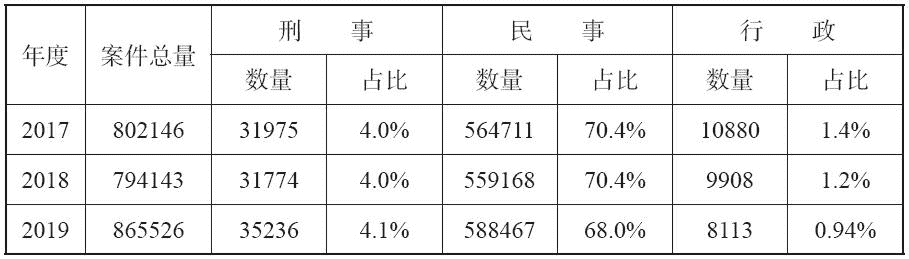 年度 案件总量 刑 事 民 事 行 政
数量 占比 数量 占比 数量 占比
2017 802146 31975 4.0% 564711 70.4% 10880 1.4%
2018 794143 31774 4.0% 559168 70.4% 9908 1.2%
2019 865526 35236 4.1% 588467 68.0% 8113 0.94%